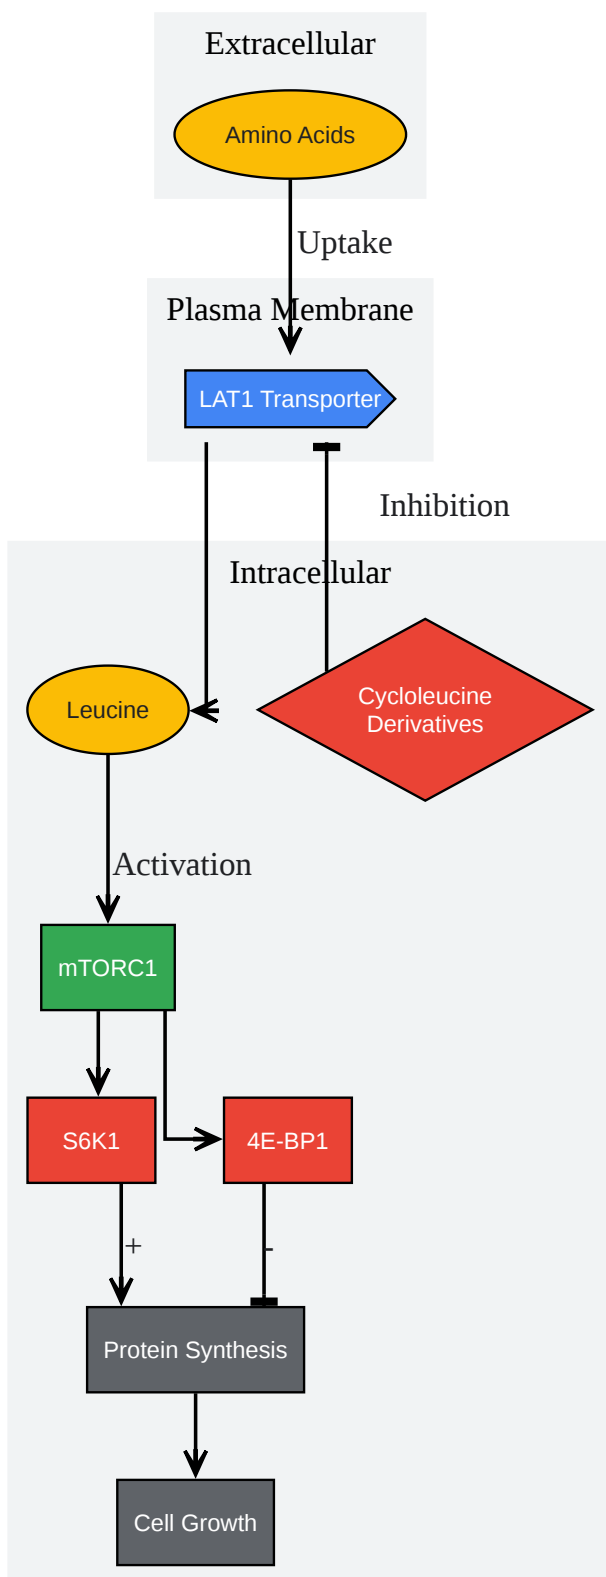 Extracellular
Amino Acids
Uptake
Plasma Membrane
LAT1 Transporter
Inhibition
Intracellular
Cycloleucine
Derivatives
Leucine
Activation
mTORC1
S6K1
4E-BP1
+
-
Protein Synthesis
Cell Growth